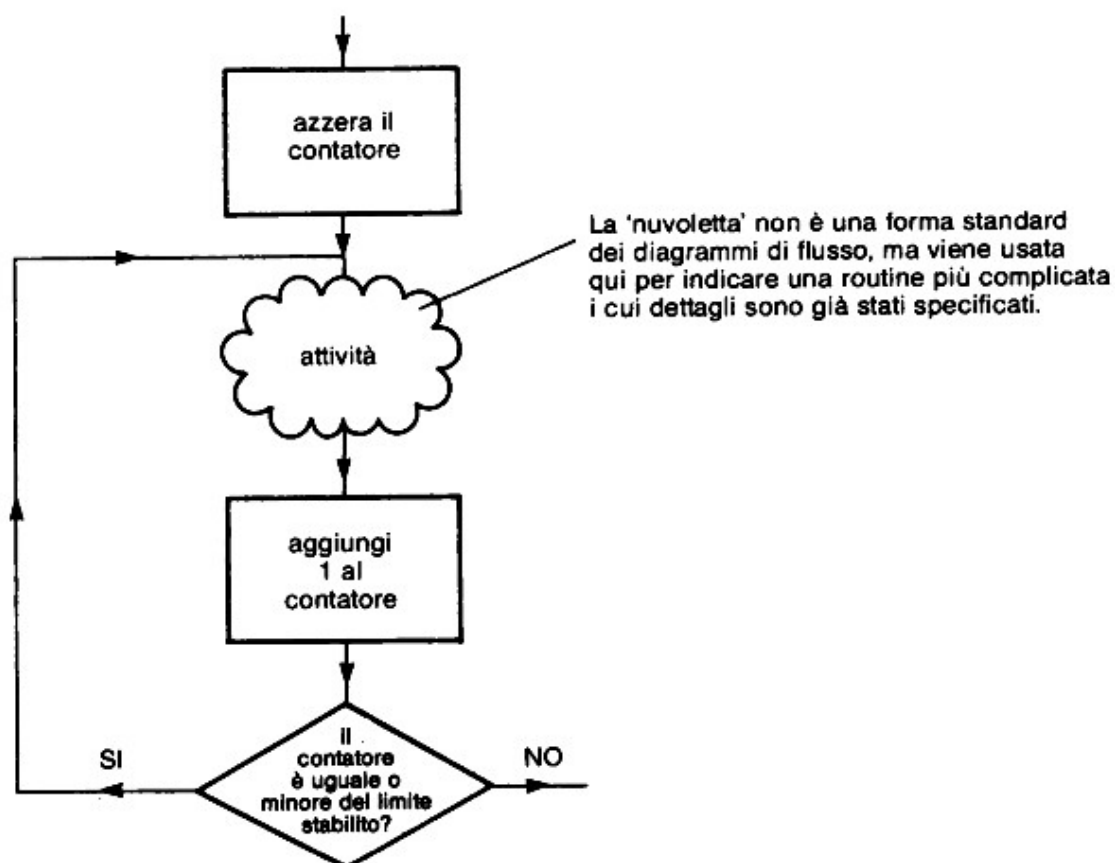 azzera il
contatore
La 'nuvoletta' non è una forma standard
dei diagrammi di flusso, ma viene usata
qui per indicare una routine più complicata
i cui dettagli sono già stati specificati.
attività
aggiungi
1 al
contatore
il
contatore
è uguale o
minore del limite
stabilito?
SI
NO